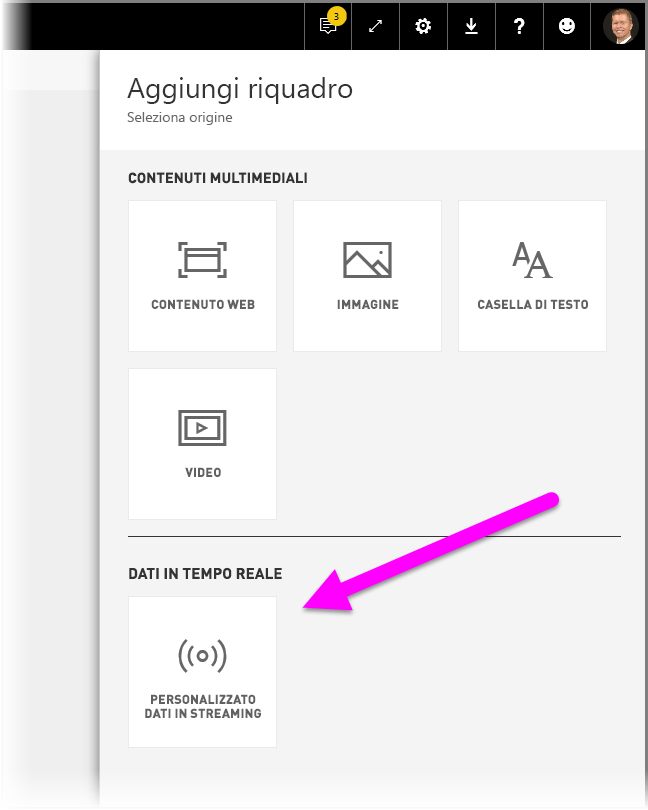 3
?
Aggiungi riquadro
Seleziona origine
CONTENUTI MULTIMEDIALI
CONTENUTO WEB
IMMAGINE
CASELLA DI TESTO
VIDEO
DATI IN TEMPO REALE
PERSONALIZZATO
DATI IN STREAMING